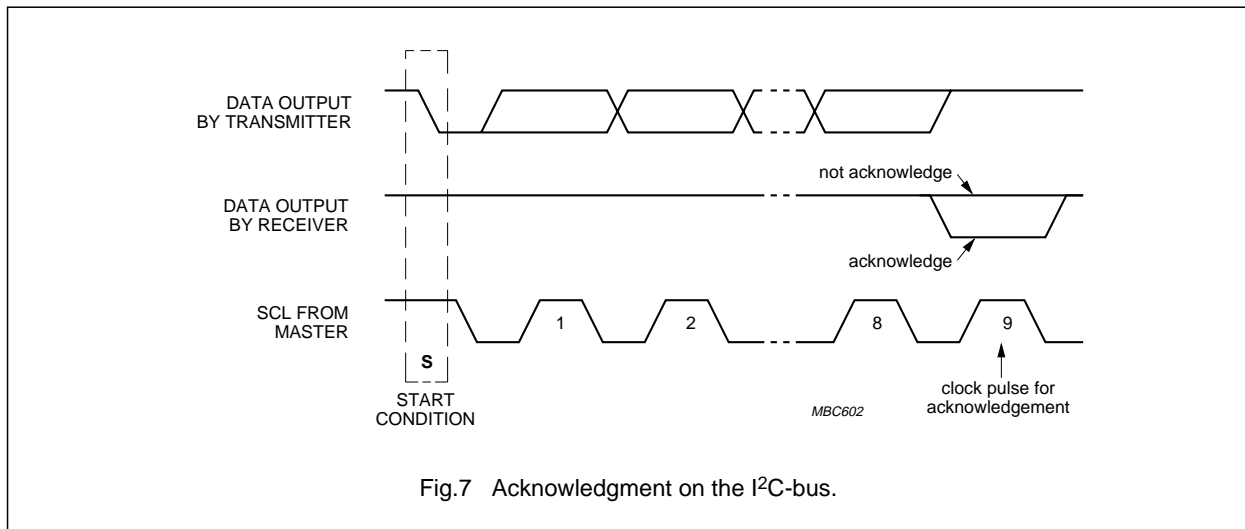 DATA OUTPUT
BY TRANSMITTER
not acknowledge
DATA OUTPUT
BY RECEIVER
acknowledge
SCL FROM
MASTER
1
2
8
9
S
START
CONDITION
clock pulse for
acknowledgement
MBC602
Fig.7 Acknowledgment on the I²C-bus.